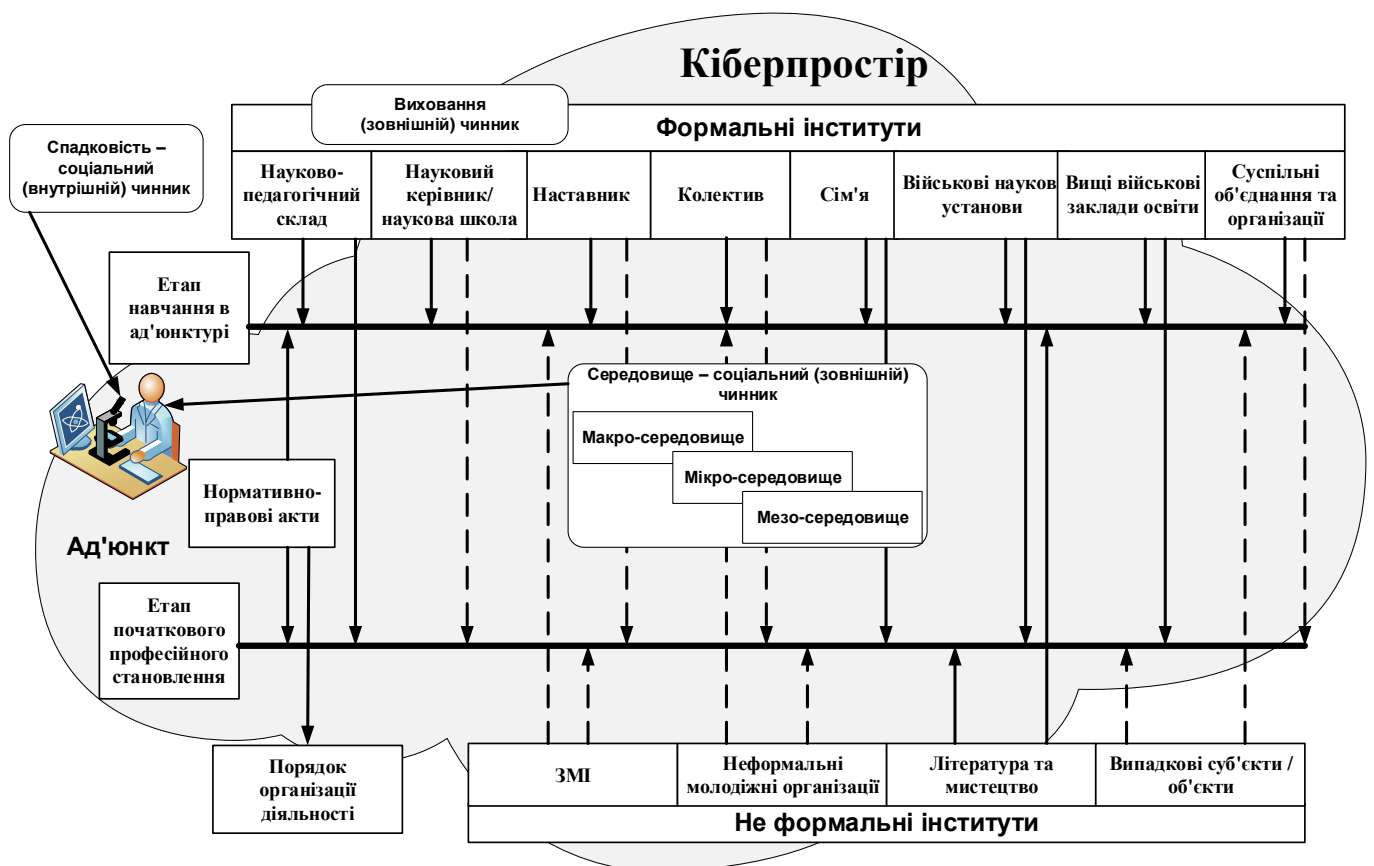 Кіберпростір
Виховання
(зовнішній) чинник
Формальні інститути
Спадковість –
соціальний
(внутрішній) чинник
Науково-
педагогічний
склад
Науковий
керівник/
наукова школа
Наставник
Колектив
Сім'я
Військові науков
установи
Вищі військові
заклади освіти
Суспільні
об'єднання та
організації
Етап
навчання в
ад'юнктурі
Середовище – соціальний (зовнішній)
чинник
Макро-середовище
Мікро-середовище
Мезо-середовище
Нормативно-
правові акти
Ад'юнкт
Етап
початкового
професійного
становлення
Порядок
організації
діяльності
ЗМІ
Неформальні
молодіжні організації
Література та
мистецтво
Випадкові суб'єкти /
об'єкти
Не формальні інститути